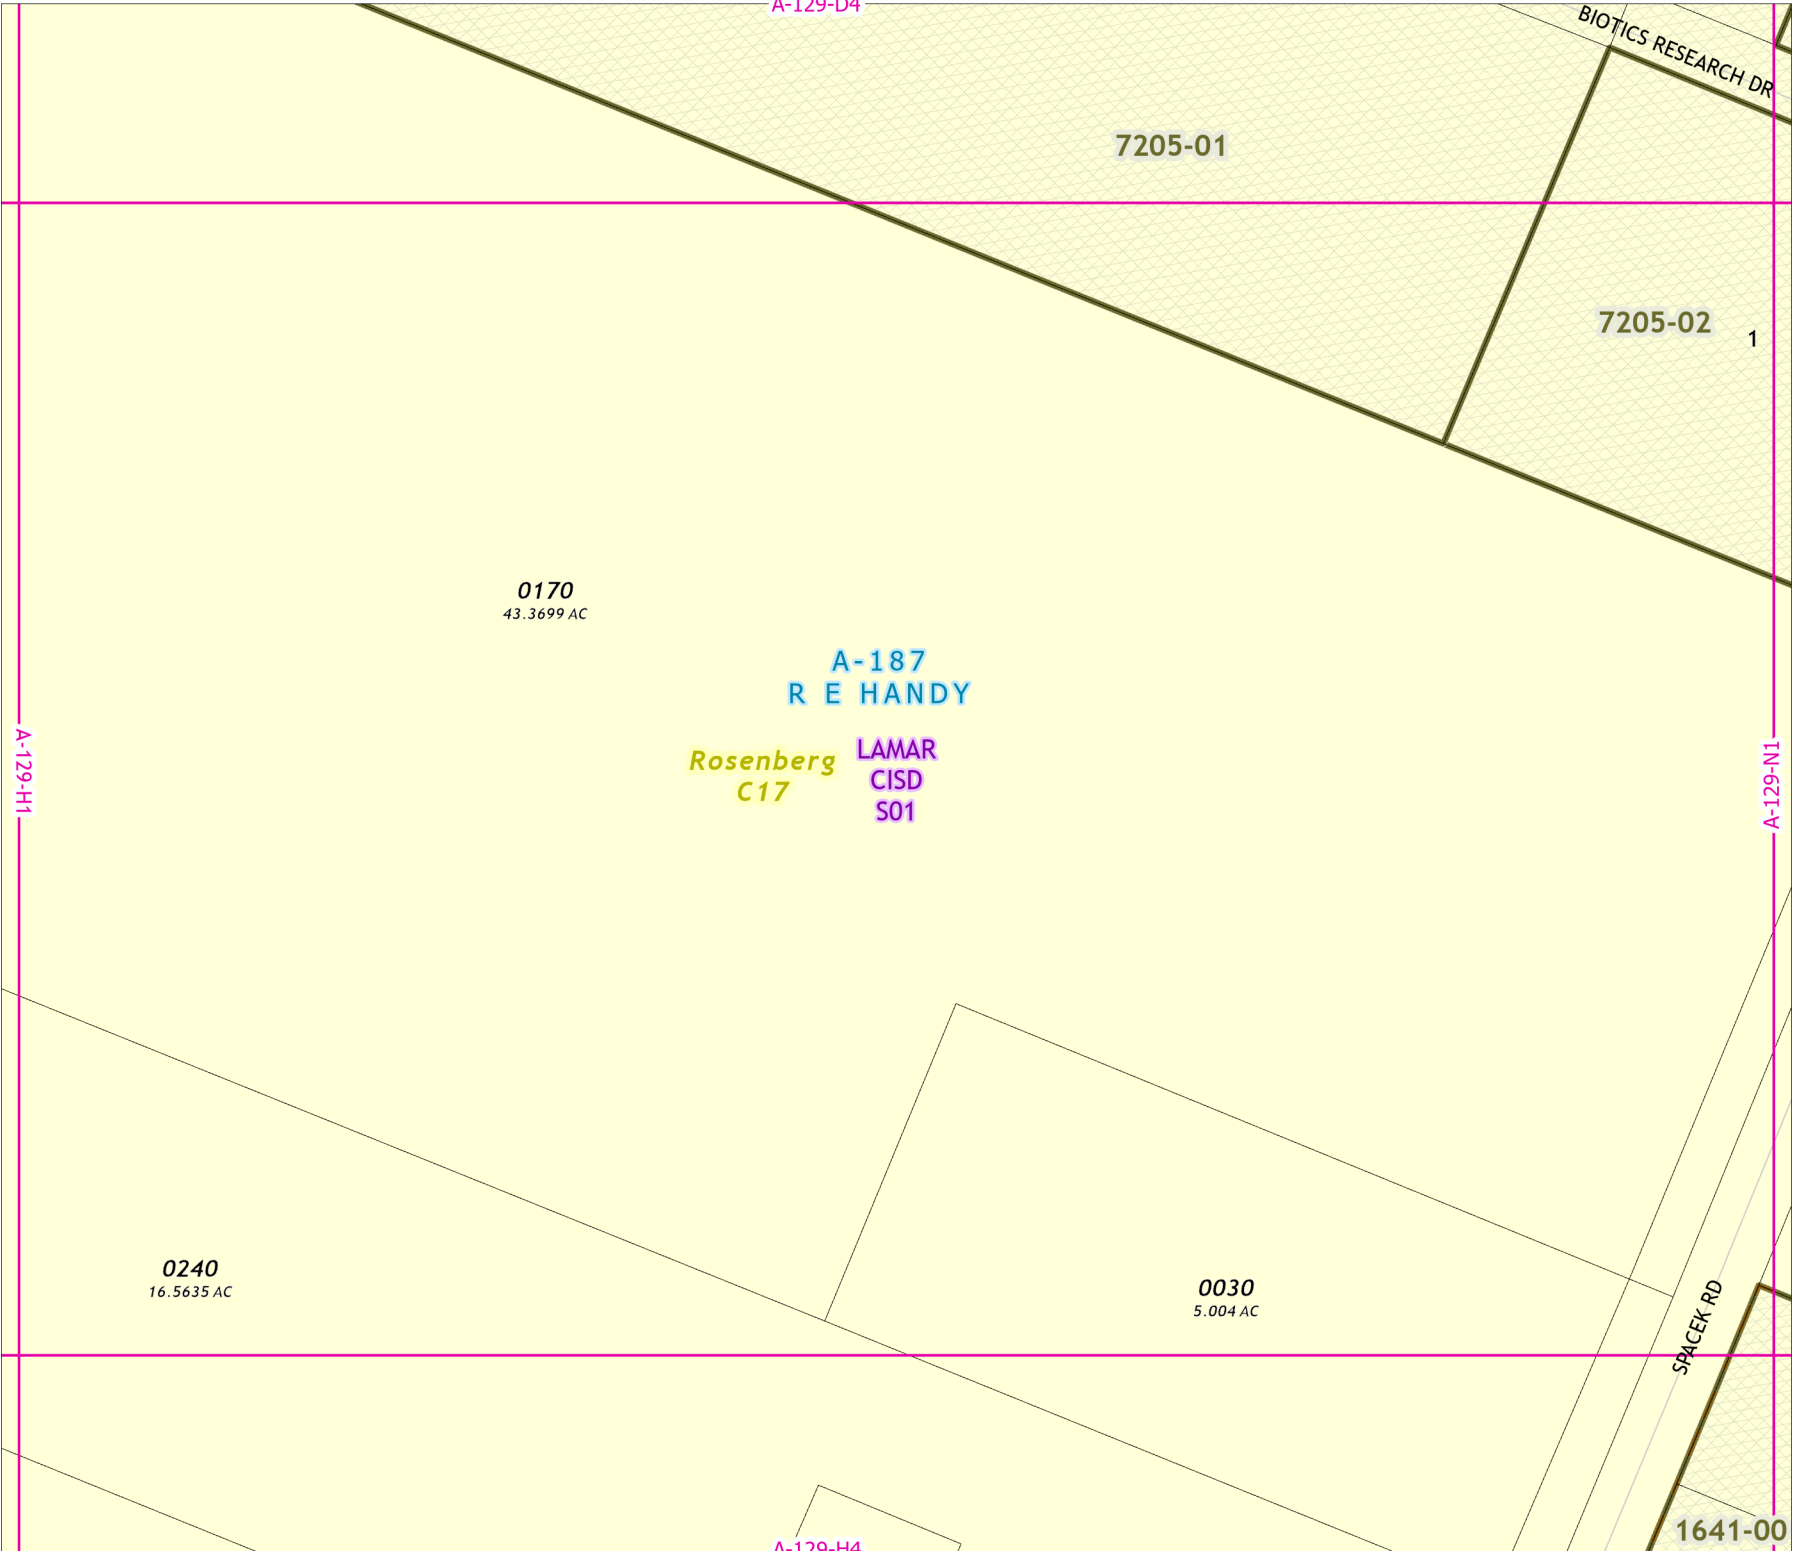 A-129-D4
BIOTICS RESEARCH DR
7205-01
7205-02
1
0170
43.3699 AC
A-187
R E HANDY
Rosenberg
C17
LAMAR
CISD
S01
A-129-H1
A-129-N1
0240
16.5635 AC
0030
5.004 AC
SPACEK RD
1641-00
A-129-H4